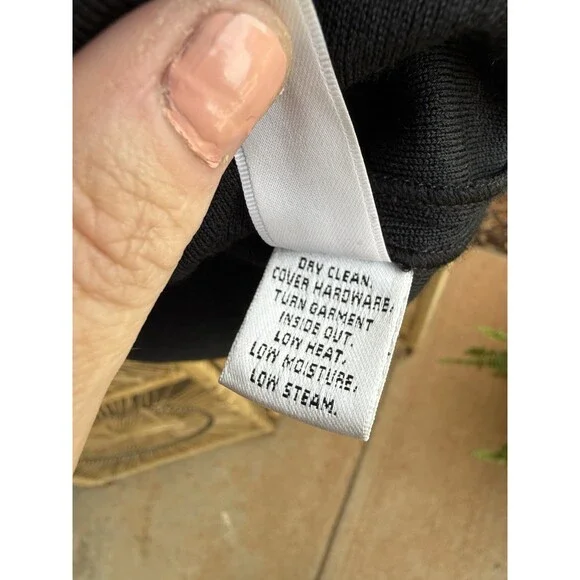 DRY CLEAN.
COVER HARDWARE.
TURN GARMENT
INSIDE OUT.
LOW HEAT.
LOW MOISTURE.
LOW STEAM.